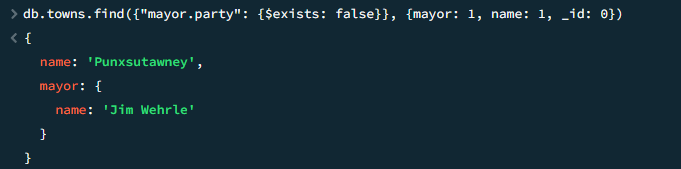 > db.towns.find({"mayor.party": {$exists: false}}, {mayor: 1, name: 1, _id: 0})
< {
name: 'Punxsutawney',
mayor: {
name: 'Jim Wehrle'
}
}